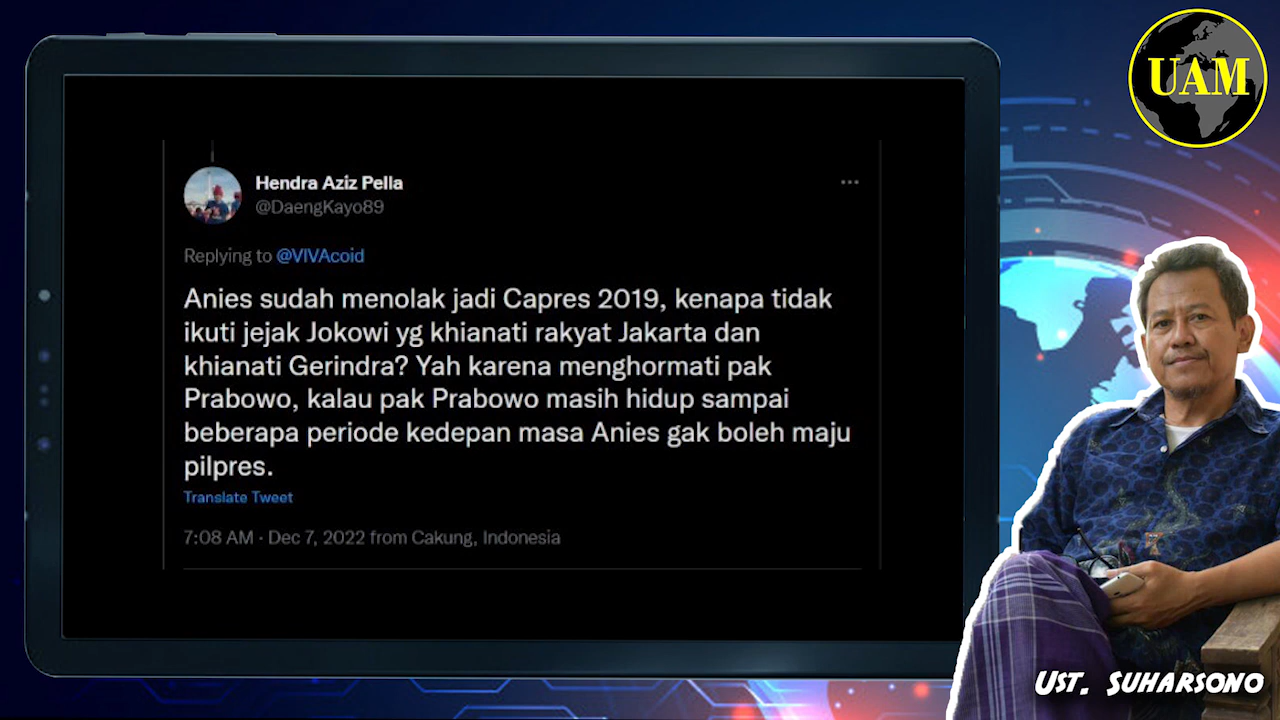 UAM
Hendra Aziz Pella
@DaengKayo89
Replying to @VIVAcoid
Anies sudah menolak jadi Capres 2019, kenapa tidak
ikuti jejak Jokowi yg khianati rakyat Jakarta dan
khianati Gerindra? Yah karena menghormati pak
Prabowo, kalau pak Prabowo masih hidup sampai
beberapa periode kedepan masa Anies gak boleh maju
pilpres.
Translate Tweet
7:08 AM · Dec 7, 2022 from Cakung, Indonesia
UST. SUHARSONO